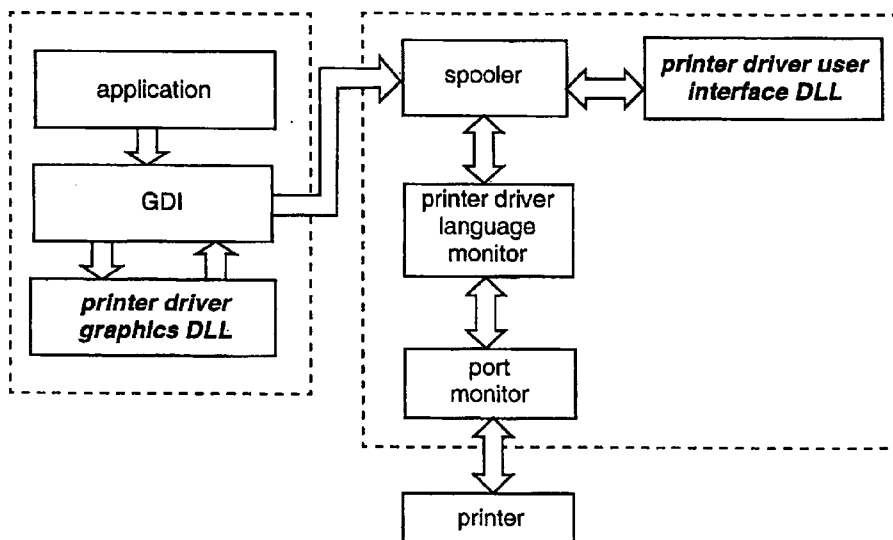 application
GDI
printer driver
graphics DLL
spooler
printer driver user
interface DLL
printer driver
language
monitor
port
monitor
printer